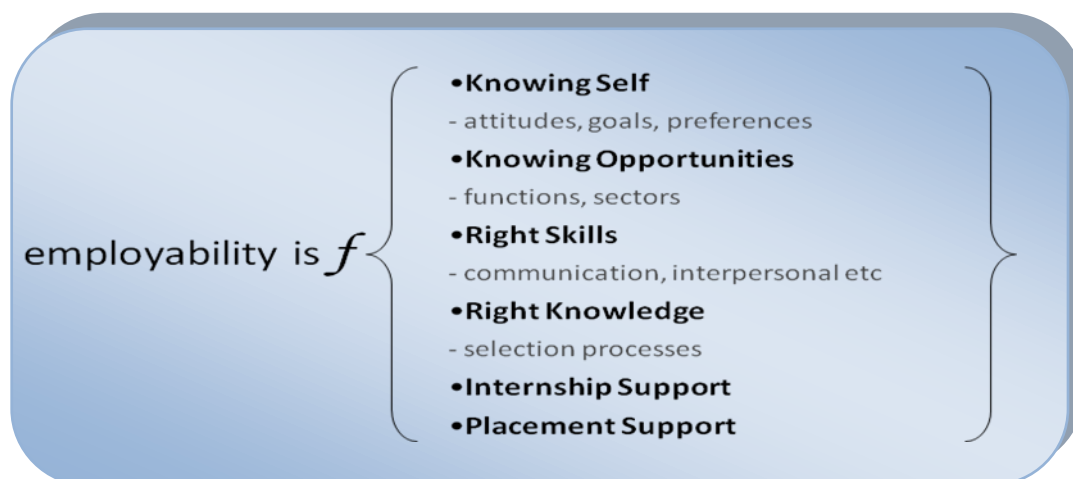 employability is f
•Knowing Self
- attitudes, goals, preferences
•Knowing Opportunities
- functions, sectors
•Right Skills
- communication, interpersonal etc
•Right Knowledge
- selection processes
•Internship Support
•Placement Support